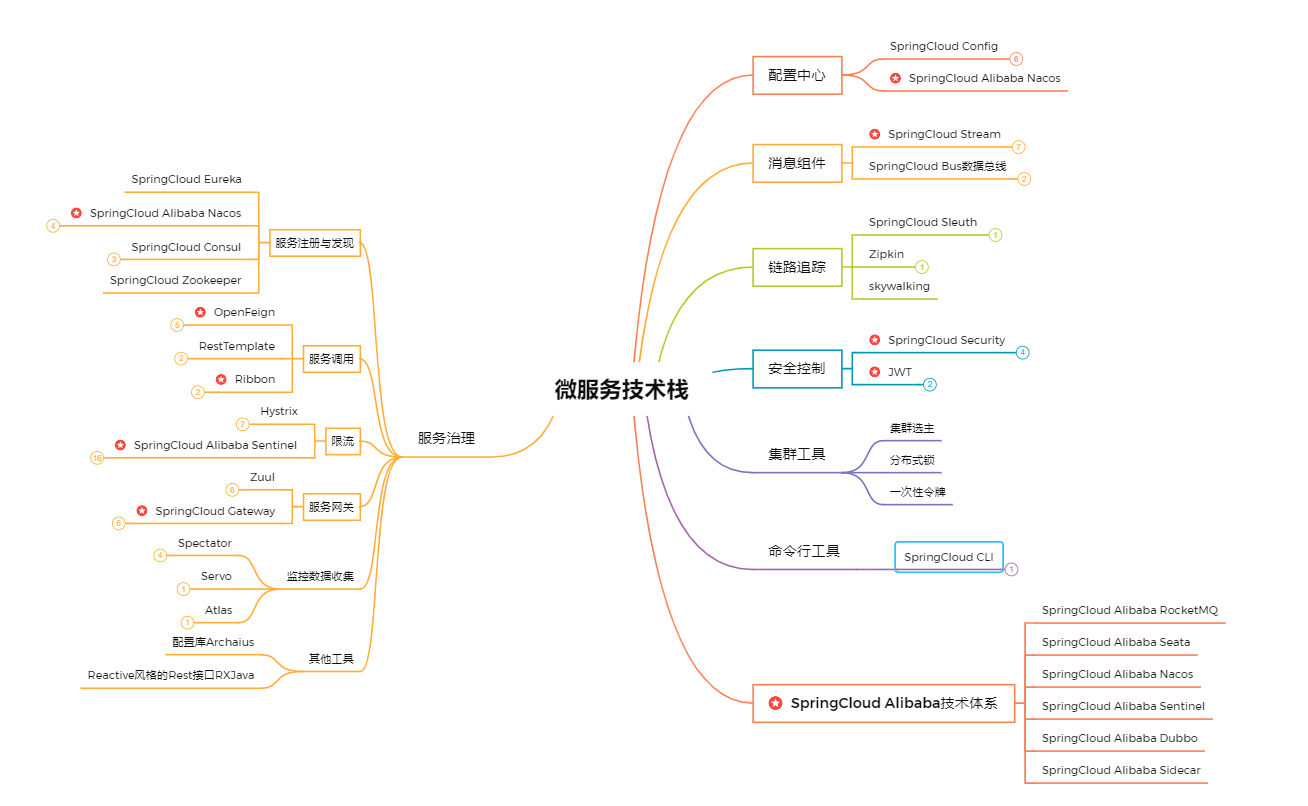 微服务技术栈
配置中心
SpringCloud Config
6
SpringCloud Alibaba Nacos
消息组件
SpringCloud Stream
7
SpringCloud Bus数据总线
2
链路追踪
SpringCloud Sleuth
1
Zipkin
1
skywalking
安全控制
SpringCloud Security
4
JWT
2
集群工具
集群选主
分布式锁
一次性令牌
命令行工具
SpringCloud CLI
1
SpringCloud Alibaba技术体系
SpringCloud Alibaba RocketMQ
SpringCloud Alibaba Seata
SpringCloud Alibaba Nacos
SpringCloud Alibaba Sentinel
SpringCloud Alibaba Dubbo
SpringCloud Alibaba Sidecar
服务治理
服务注册与发现
SpringCloud Eureka
SpringCloud Alibaba Nacos
4
SpringCloud Consul
3
SpringCloud Zookeeper
服务调用
OpenFeign
5
RestTemplate
2
Ribbon
2
限流
Hystrix
7
SpringCloud Alibaba Sentinel
16
服务网关
Zuul
6
SpringCloud Gateway
6
监控数据收集
Spectator
4
Servo
1
Atlas
1
其他工具
配置库Archaius
Reactive风格的Rest接口RXJava